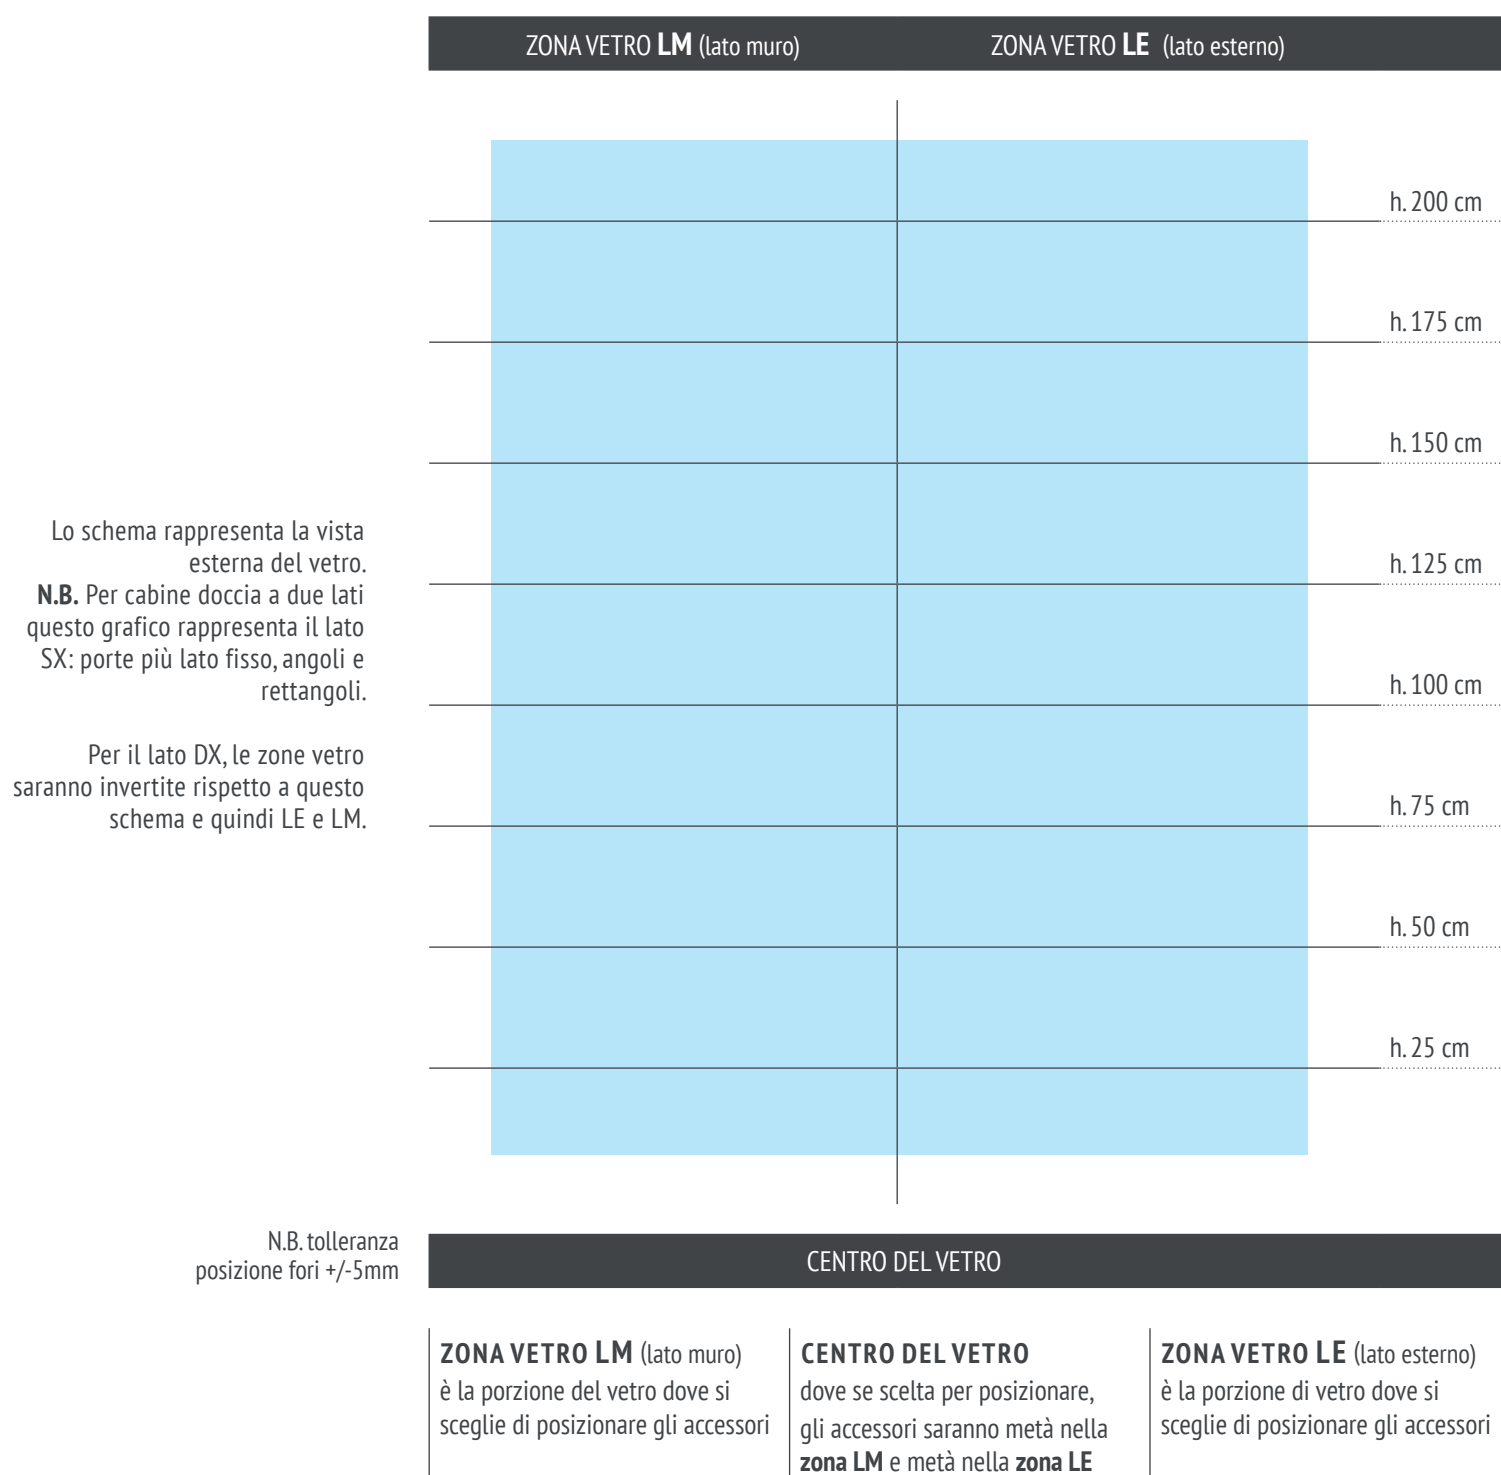 ZONA VETRO LM (lato muro)
ZONA VETRO LE (lato esterno)
h. 200 cm
h. 175 cm
h. 150 cm
h. 125 cm
h. 100 cm
h. 75 cm
h. 50 cm
h. 25 cm
Lo schema rappresenta la vista
esterna del vetro.
N.B. Per cabine doccia a due lati
questo grafico rappresenta il lato
SX: porte più lato fisso, angoli e
rettangoli.
Per il lato DX, le zone vetro
saranno invertite rispetto a questo
schema e quindi LE e LM.
N.B. tolleranza
posizione fori +/-5mm
CENTRO DEL VETRO
ZONA VETRO LM (lato muro)
è la porzione del vetro dove si
sceglie di posizionare gli accessori
CENTRO DEL VETRO
dove se scelta per posizionare,
gli accessori saranno metà nella
zona LM e metà nella zona LE
ZONA VETRO LE (lato esterno)
è la porzione di vetro dove si
sceglie di posizionare gli accessori